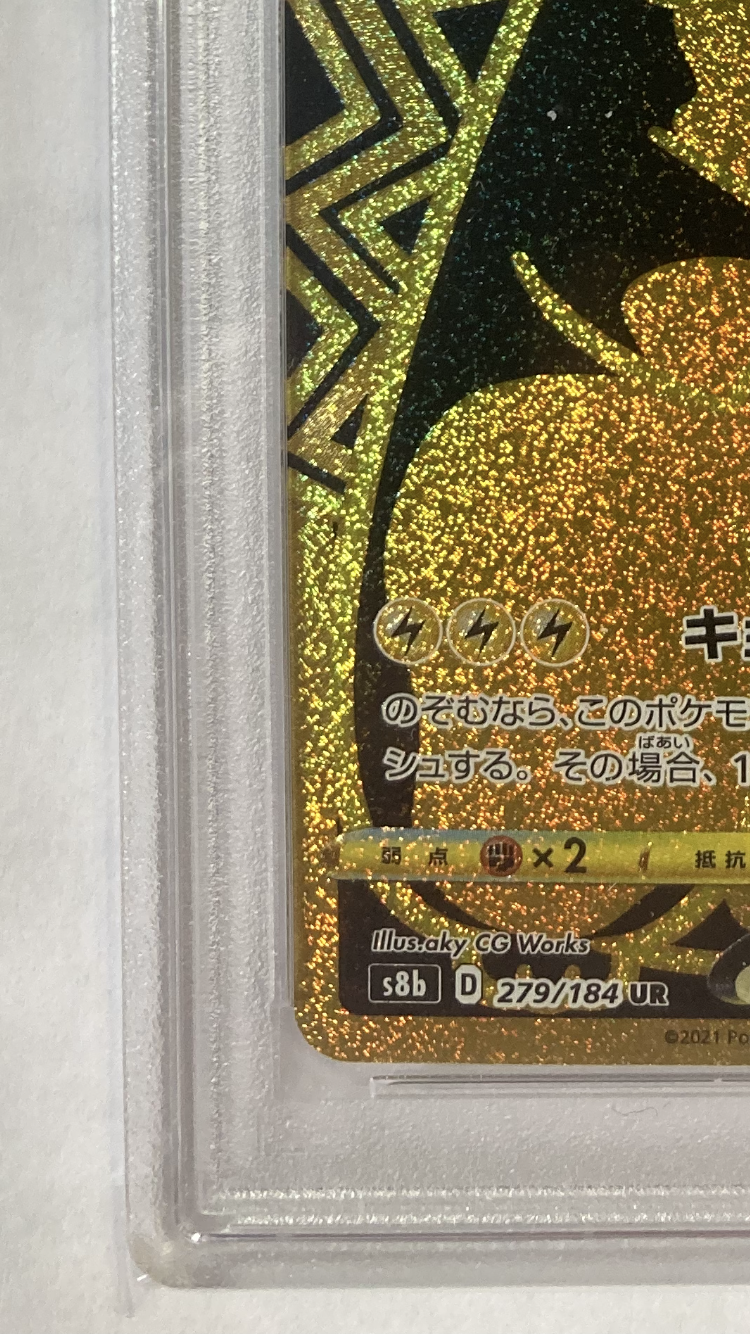 キョ
のぞむなら、このポケモ
ばあい
シュする。その場合、1
弱点 ×2 抵抗
Illus.aky CG Works
s8b D 279/184 UR
©2021 Po